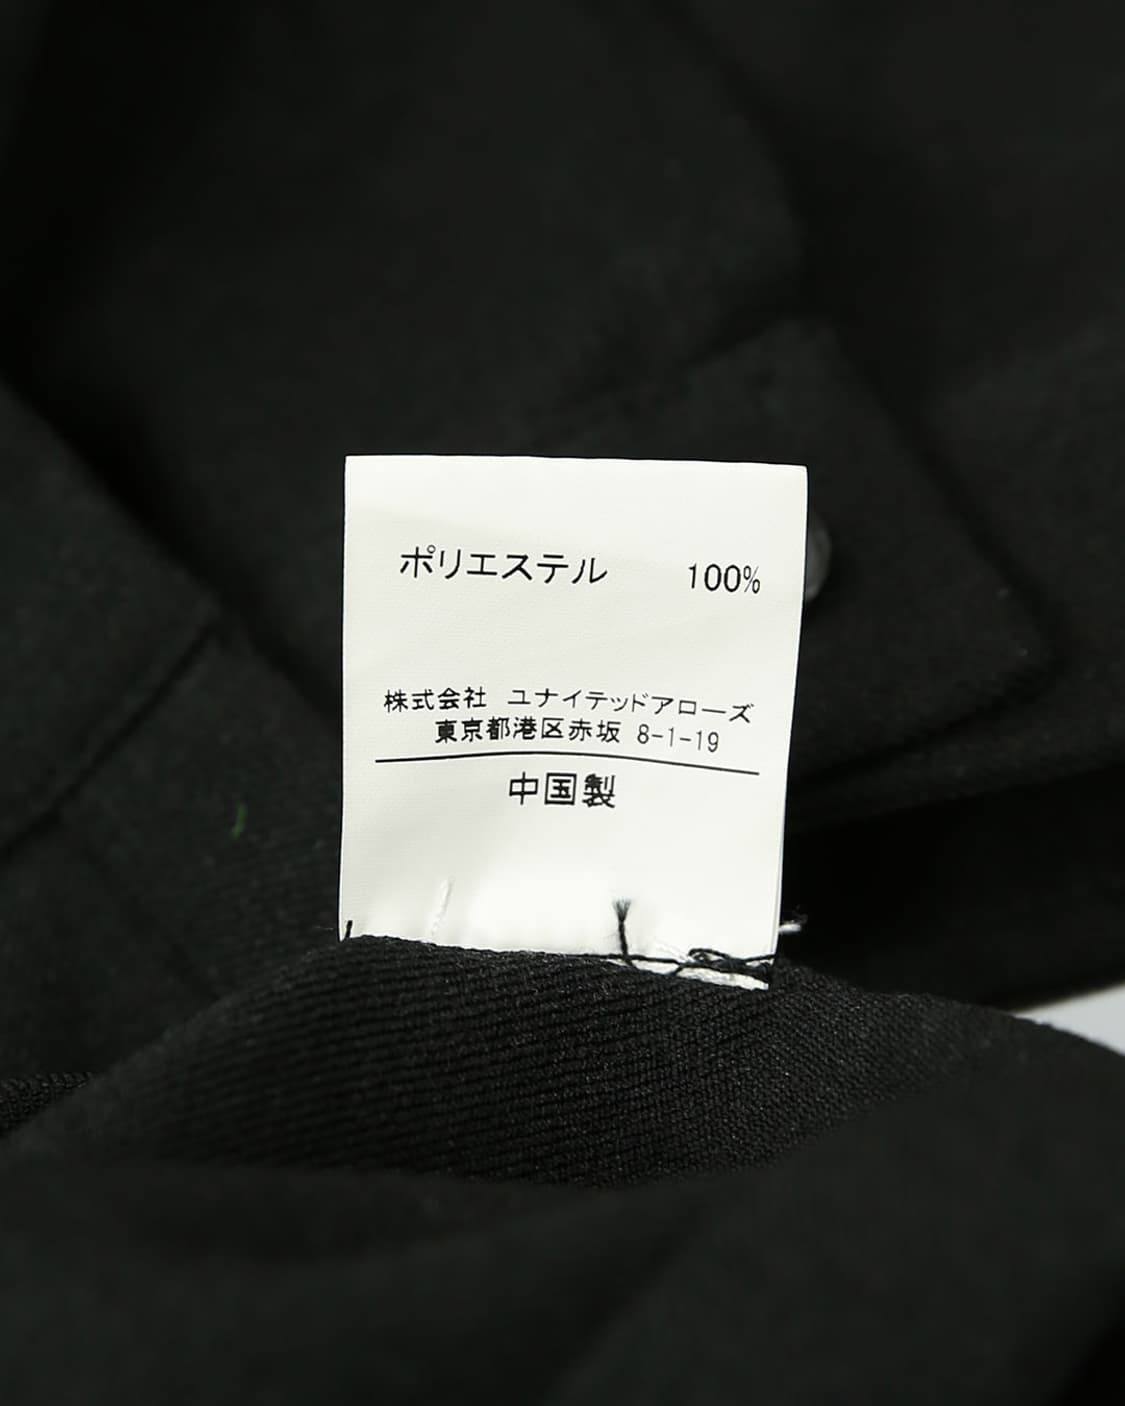 ポリエステル 100%
株式会社 ユナイテッドアローズ
東京都港区赤坂 8-1-19
中国製